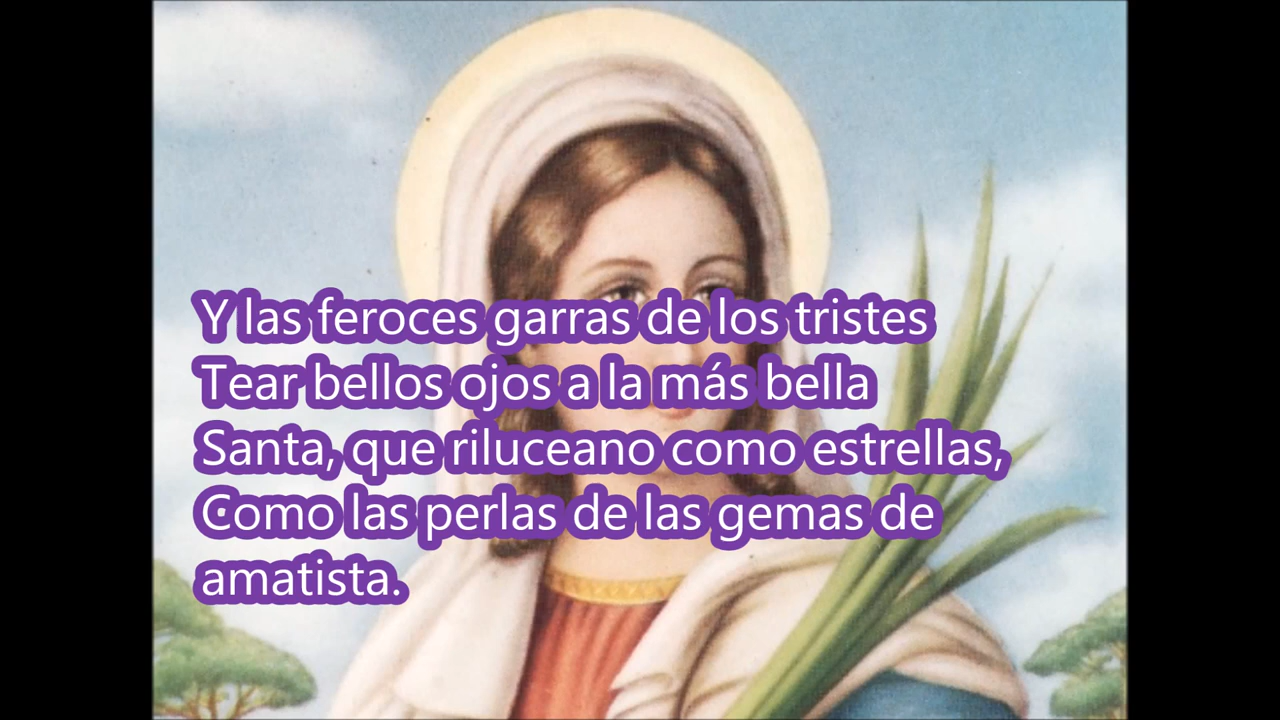 Y las feroces garras de los tristes
Tear bellos ojos a la más bella
Santa, que riluceano como estrellas,
Como las perlas de las gemas de
amatista.